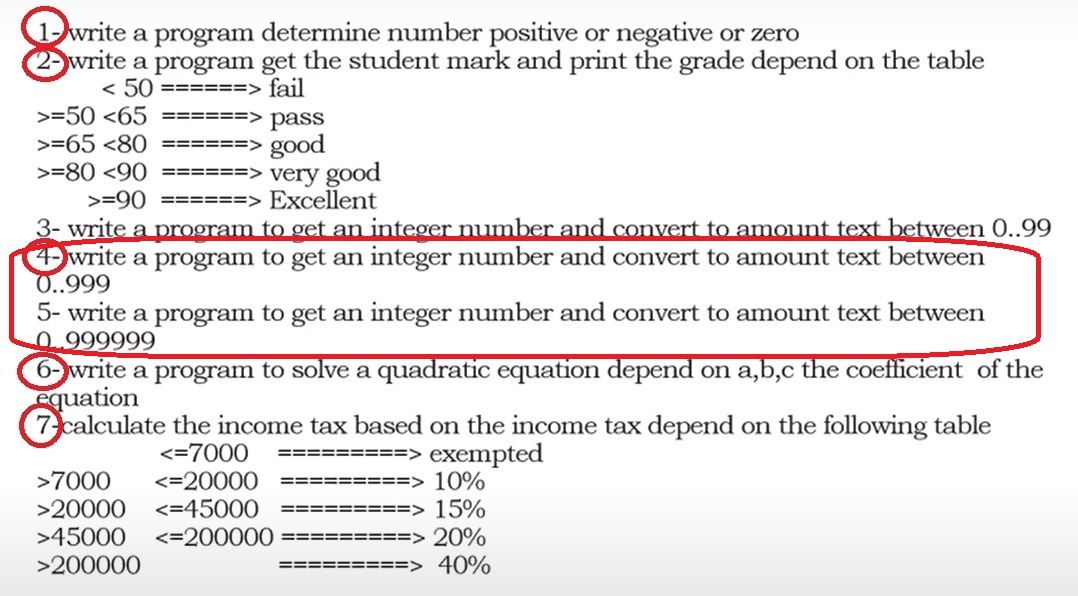 1- write a program determine number positive or negative or zero
2- write a program get the student mark and print the grade depend on the table
< 50 ======> fail
>=50 <65 ======> pass
>=65 <80 ======> good
>=80 <90 ======> very good
>=90 ======> Excellent
3- write a program to get an integer number and convert to amount text between 0..99
4- write a program to get an integer number and convert to amount text between
0..999
5- write a program to get an integer number and convert to amount text between
0..999999
6- write a program to solve a quadratic equation depend on a,b,c the coefficient of the
equation
7-calculate the income tax based on the income tax depend on the following table
<=7000 =========> exempted
>7000 <=20000 =========> 10%
>20000 <=45000 =========> 15%
>45000 <=200000 =========> 20%
>200000 =========> 40%